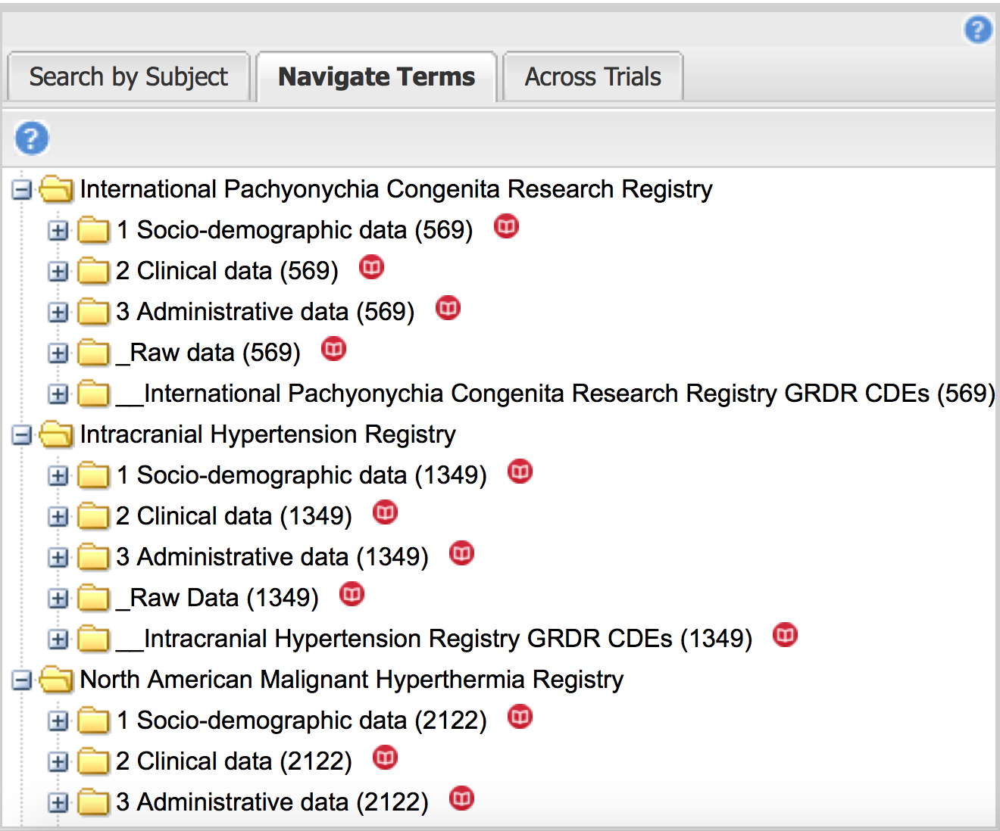 Search by Subject Navigate Terms Across Trials
International Pachyonychia Congenita Research Registry
1 Socio-demographic data (569)
2 Clinical data (569)
3 Administrative data (569)
_Raw data (569)
__International Pachyonychia Congenita Research Registry GRDR CDEs (569)
Intracranial Hypertension Registry
1 Socio-demographic data (1349)
2 Clinical data (1349)
3 Administrative data (1349)
_Raw Data (1349)
__Intracranial Hypertension Registry GRDR CDEs (1349)
North American Malignant Hyperthermia Registry
1 Socio-demographic data (2122)
2 Clinical data (2122)
3 Administrative data (2122)